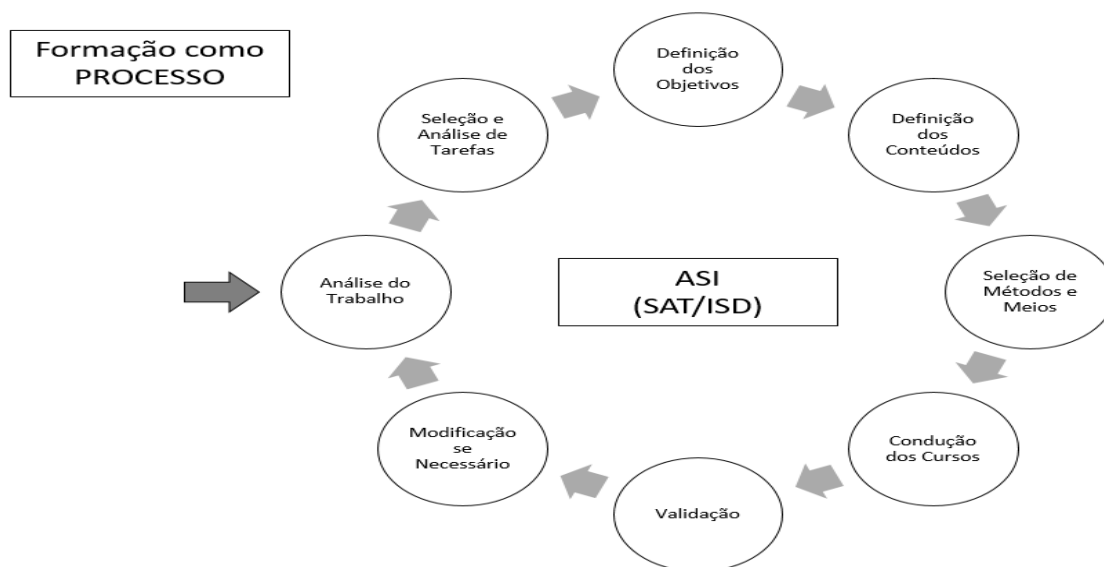 Formação como
PROCESSO
Definição
dos
Objetivos
Definição
dos
Conteúdos
Seleção de
Métodos e
Meios
Condução
dos Cursos
Validação
Modificação
se
Necessário
Análise do
Trabalho
Seleção e
Análise de
Tarefas
ASI
(SAT/ISD)